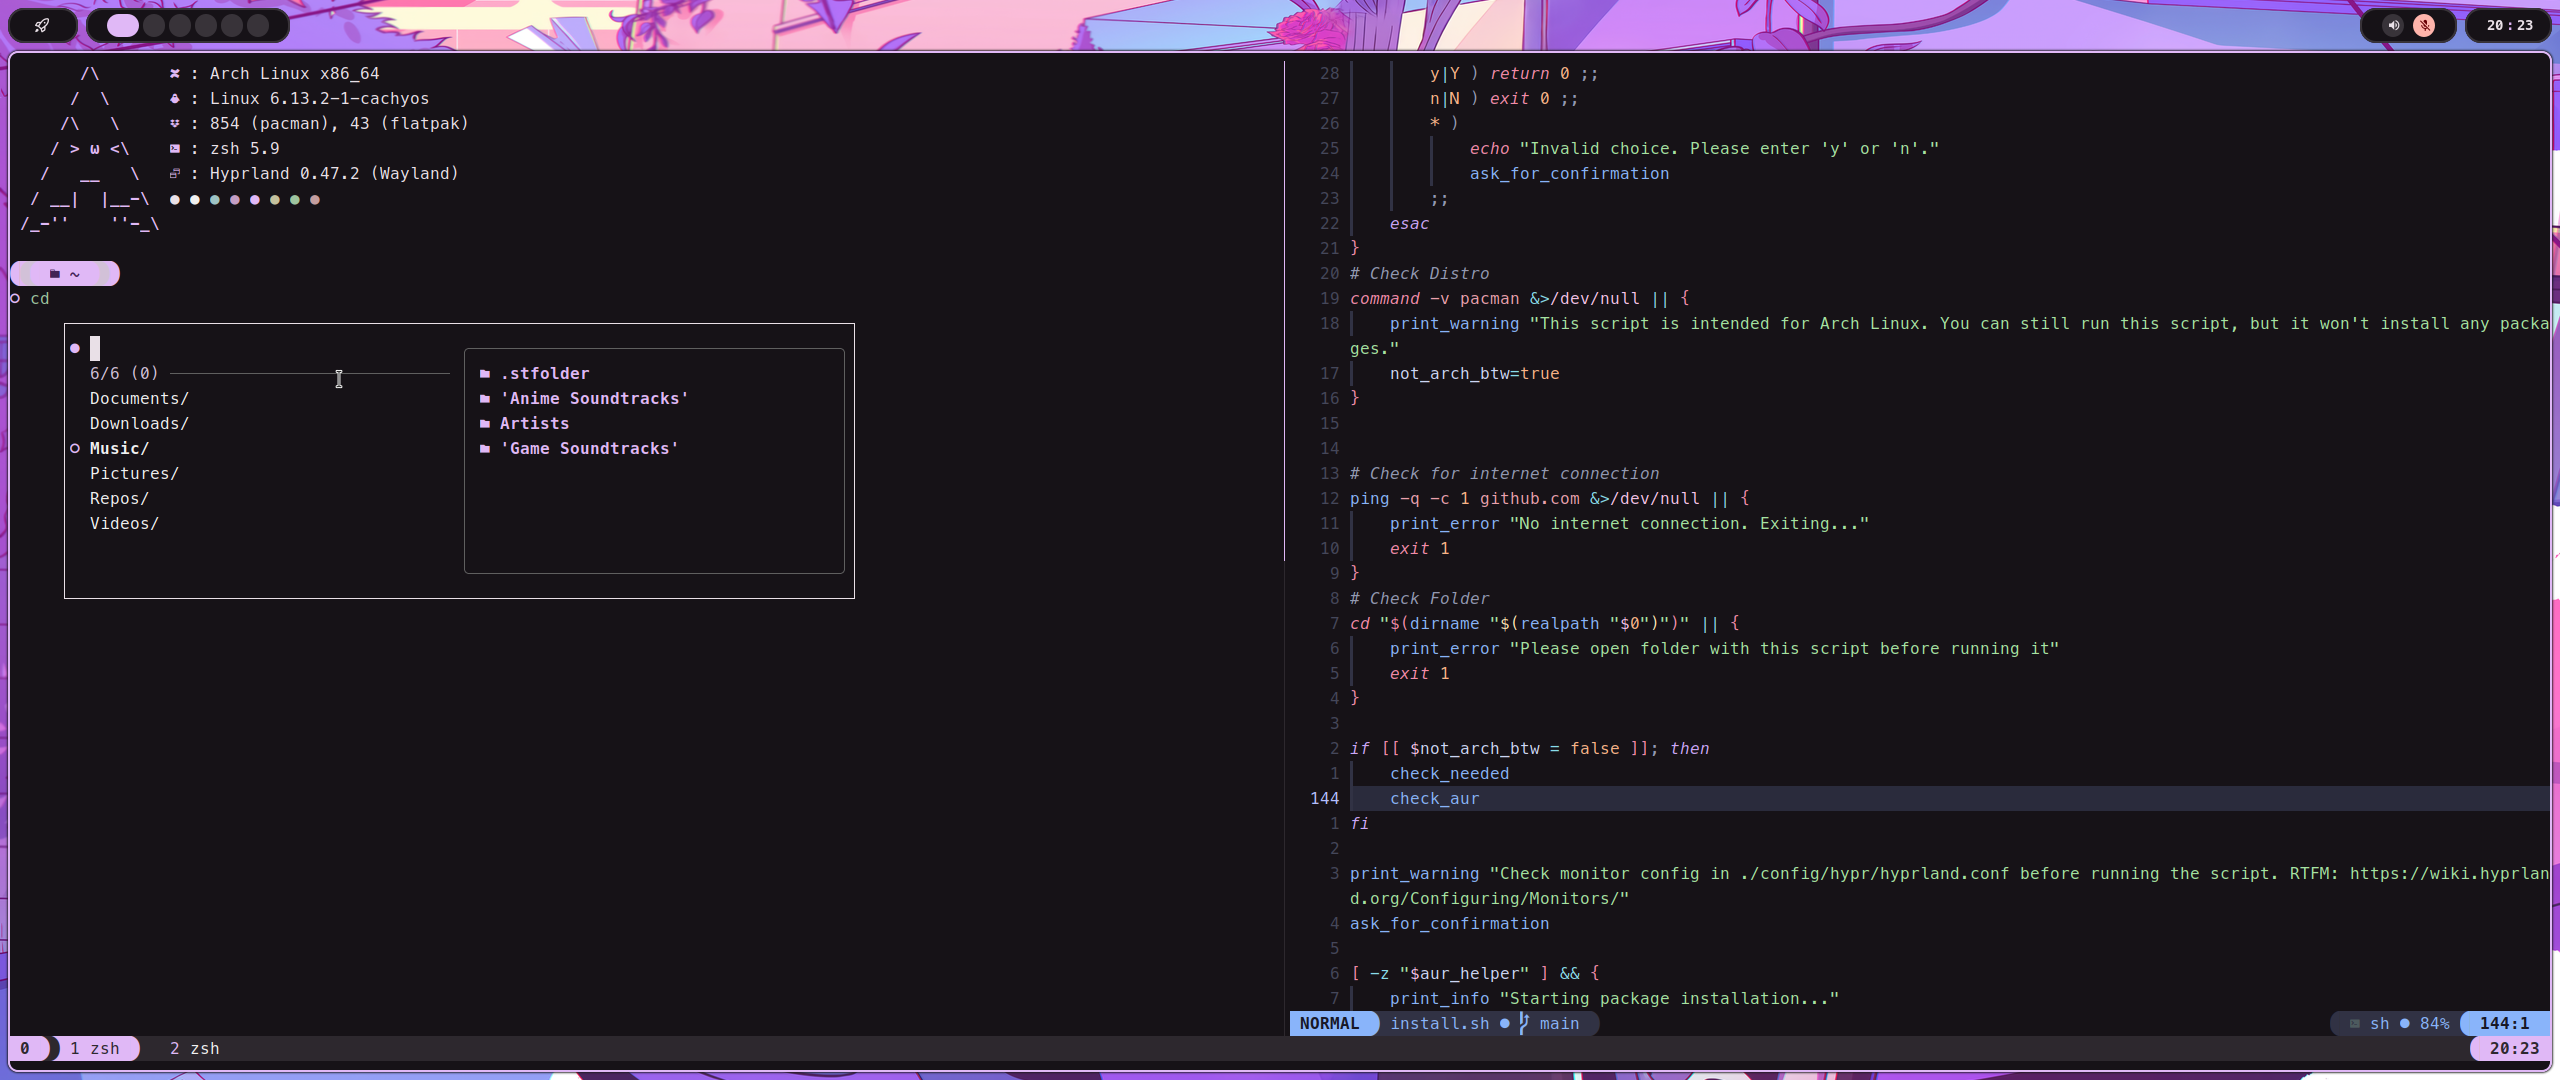 20:23
/\ : Arch Linux x86_64
/ \ : Linux 6.13.2-1-cachyos
/\ \ : 854 (pacman), 43 (flatpak)
/ > ω <\ : zsh 5.9
/ __ \ : Hyprland 0.47.2 (Wayland)
/ __| |__-\
/_-'' ''-_\
~
cd
6/6 (0)
Documents/
Downloads/
Music/
Pictures/
Repos/
Videos/
.stfolder
'Anime Soundtracks'
Artists
'Game Soundtracks'
28 y|Y ) return 0 ;;
27 n|N ) exit 0 ;;
26 * )
25 echo "Invalid choice. Please enter 'y' or 'n'."
24 ask_for_confirmation
23 ;;
22 esac
21 }
20 # Check Distro
19 command -v pacman &>/dev/null || {
18 print_warning "This script is intended for Arch Linux. You can still run this script, but it won't install any packa
ges."
17 not_arch_btw=true
16 }
15
14
13 # Check for internet connection
12 ping -q -c 1 github.com &>/dev/null || {
11 print_error "No internet connection. Exiting..."
10 exit 1
9 }
8 # Check Folder
7 cd "$(dirname "$(realpath "$0")")" || {
6 print_error "Please open folder with this script before running it"
5 exit 1
4 }
3
2 if [[ $not_arch_btw = false ]]; then
1 check_needed
144 check_aur
1 fi
2
3 print_warning "Check monitor config in ./config/hypr/hyprland.conf before running the script. RTFM: https://wiki.hyprlan
d.org/Configuring/Monitors/"
4 ask_for_confirmation
5
6 [ -z "$aur_helper" ] && {
7 print_info "Starting package installation..."
NORMAL install.sh main sh 84% 144:1
0 1 zsh 2 zsh 20:23